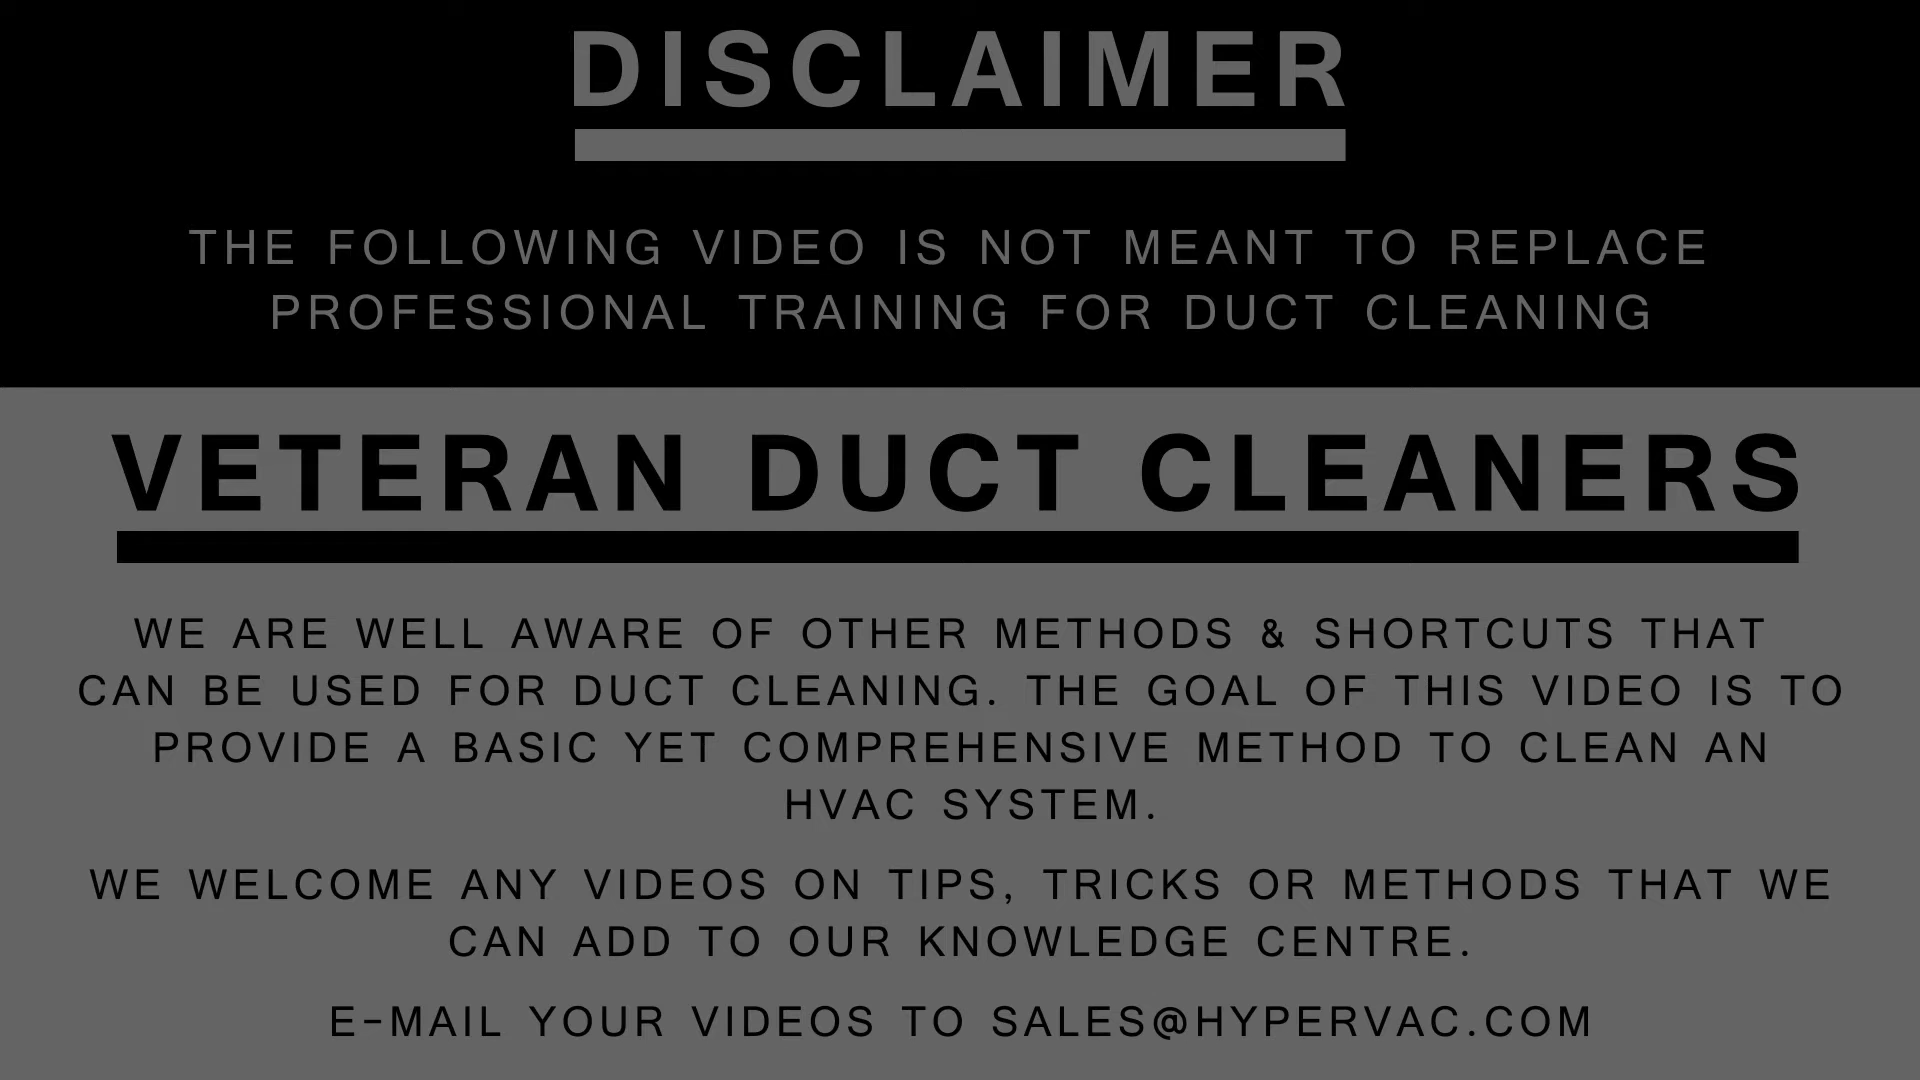 DISCLAIMER
THE FOLLOWING VIDEO IS NOT MEANT TO REPLACE
PROFESSIONAL TRAINING FOR DUCT CLEANING
VETERAN DUCT CLEANERS
WE ARE WELL AWARE OF OTHER METHODS & SHORTCUTS THAT
CAN BE USED FOR DUCT CLEANING. THE GOAL OF THIS VIDEO IS TO
PROVIDE A BASIC YET COMPREHENSIVE METHOD TO CLEAN AN
HVAC SYSTEM.
WE WELCOME ANY VIDEOS ON TIPS, TRICKS OR METHODS THAT WE
CAN ADD TO OUR KNOWLEDGE CENTRE.
E-MAIL YOUR VIDEOS TO SALES@HYPERVAC.COM